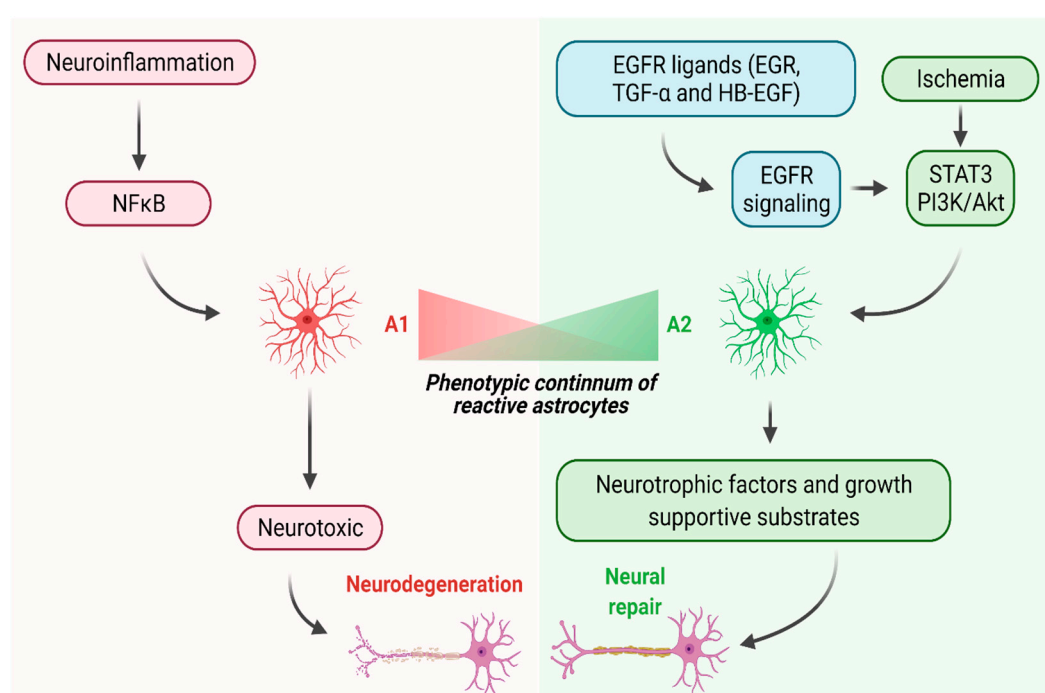 Neuroinflammation
NFκB
A1
Neurotoxic
Neurodegeneration
EGFR ligands (EGR,
TGF-α and HB-EGF)
Ischemia
EGFR
signaling
STAT3
PI3K/Akt
A2
Phenotypic continnum of
reactive astrocytes
Neurotrophic factors and growth
supportive substrates
Neural
repair